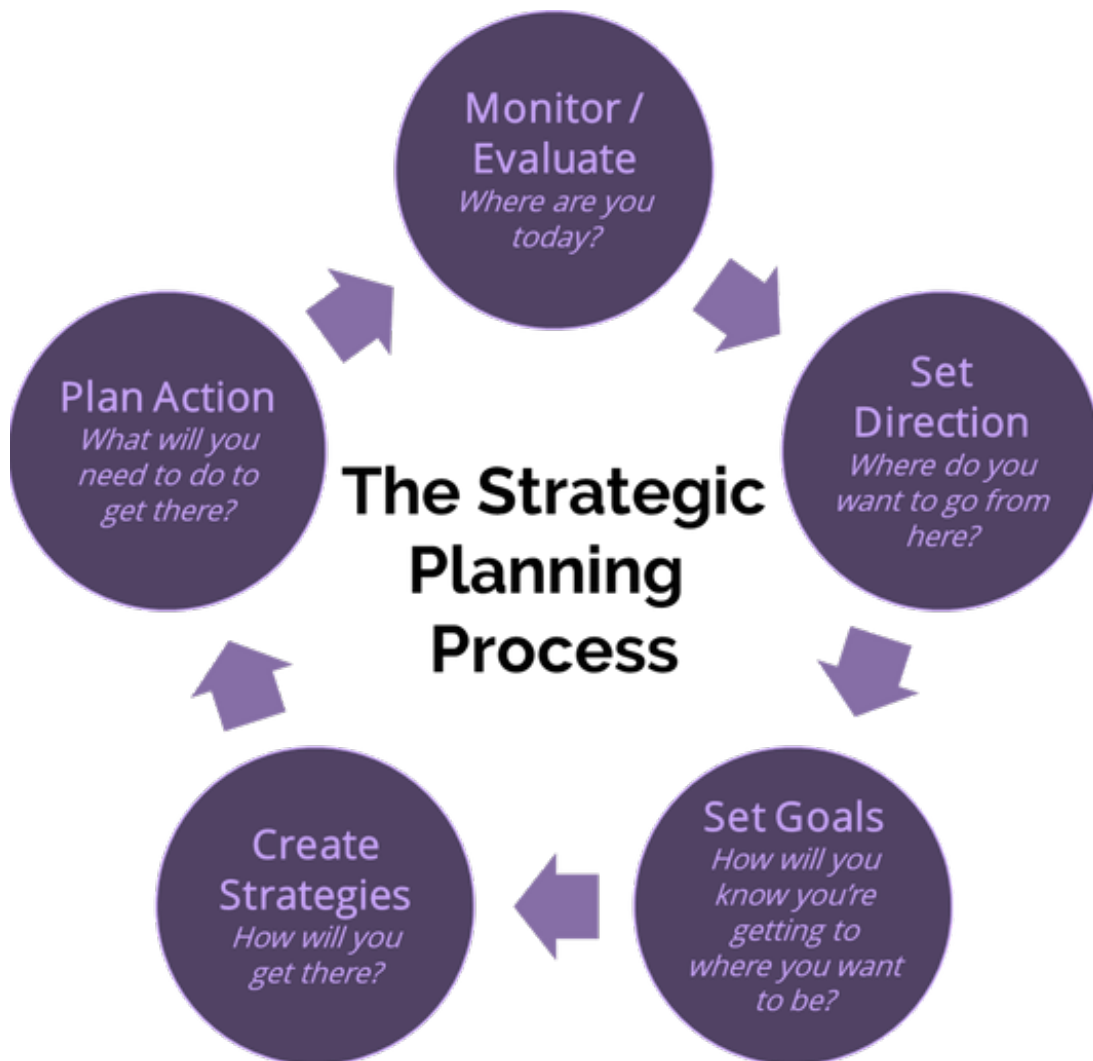 Monitor /
Evaluate
Where are you
today?
Set
Direction
Where do you
want to go from
here?
Set Goals
How will you
know you're
getting to
where you want
to be?
Create
Strategies
How will you
get there?
Plan Action
What will you
need to do to
get there?
The Strategic
Planning
Process